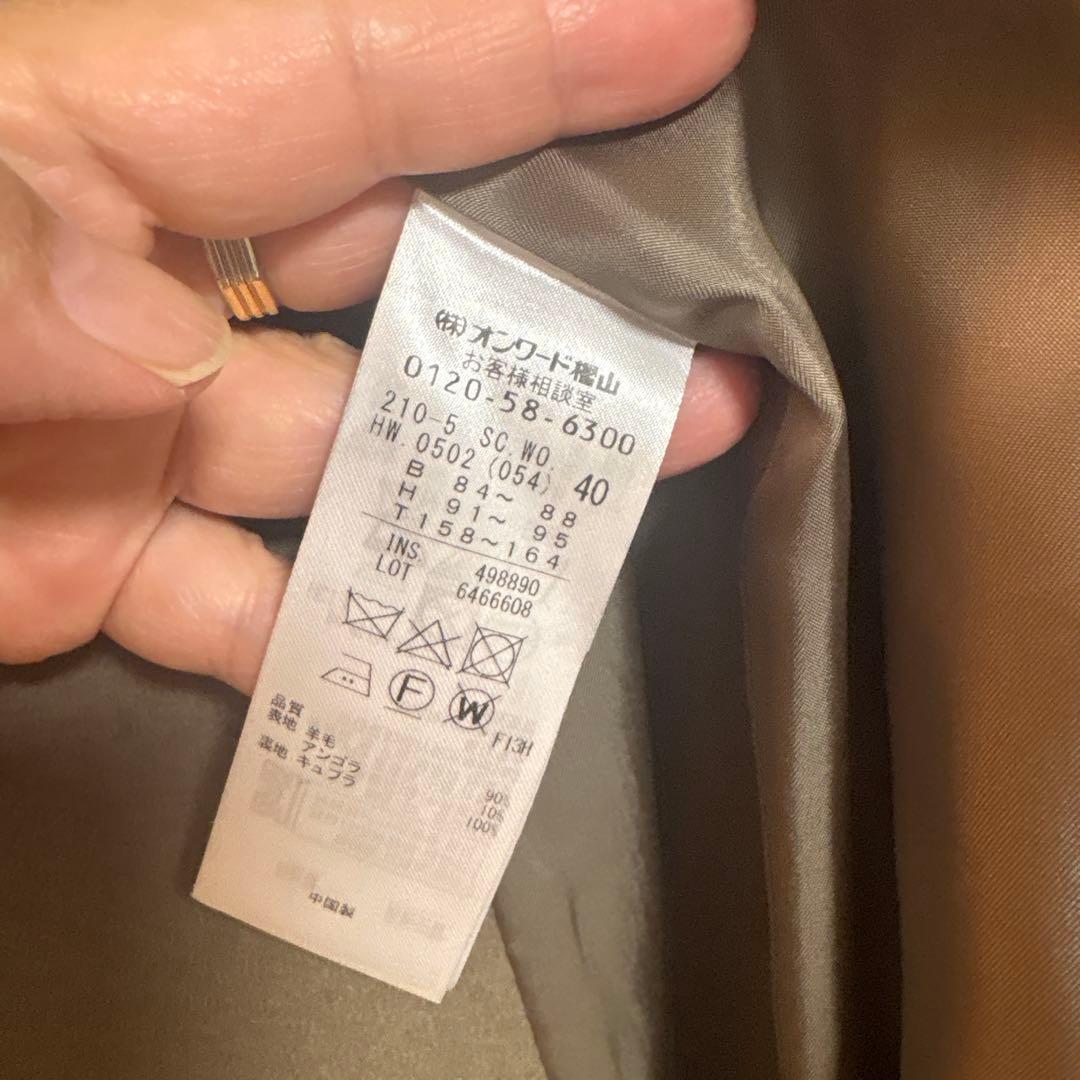 (株)オンワード樫山
お客様相談室
0120-58-6300
210-5 SC.WO.
HW 0502(054) 40
B 84～ 88
H 91～ 95
T158～164
INS 498890
LOT 6466608
F
W
F13H
品質
表地 羊毛 90%
アンゴラ 10%
裏地 キュプラ 100%
中国製